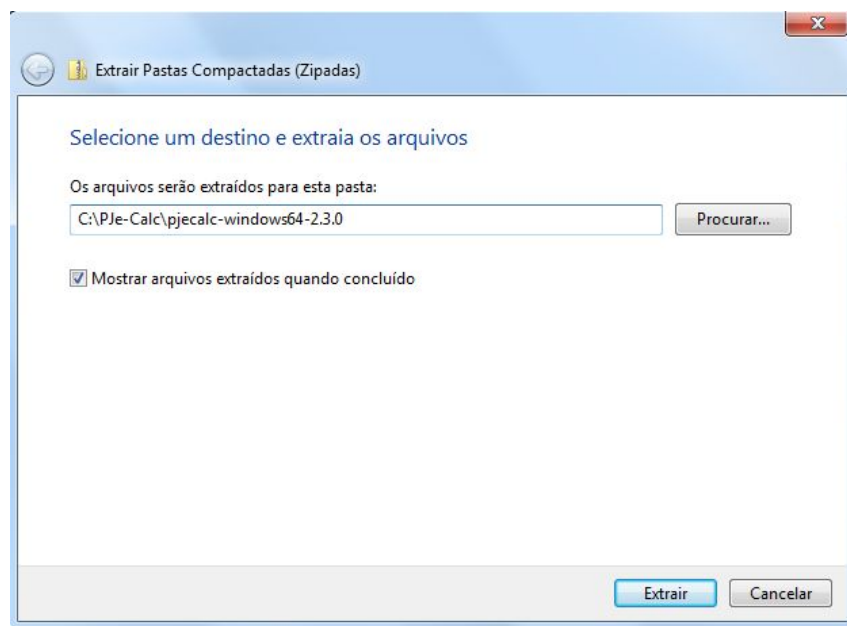 Extrair Pastas Compactadas (Zipadas)
Selecione um destino e extraia os arquivos
Os arquivos serão extraídos para esta pasta:
C:\PJe-Calc\pjecalc-windows64-2.3.0
Procurar...
Mostrar arquivos extraídos quando concluído
Extrair
Cancelar